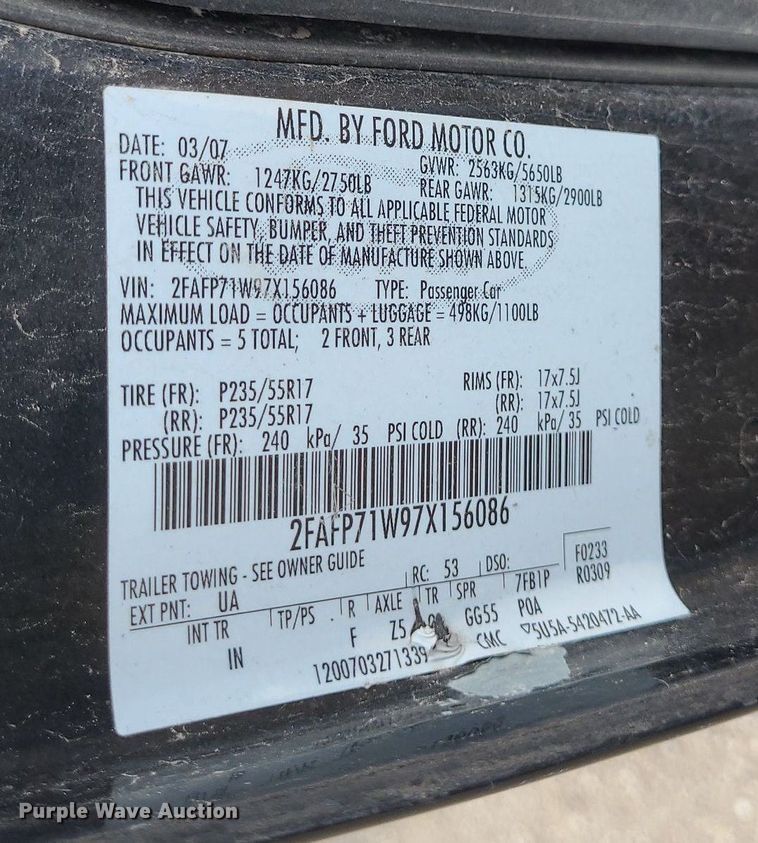 MFD. BY FORD MOTOR CO.
DATE: 03/07 GVWR: 2563KG/5650LB
FRONT GAWR: 1247KG/2750LB REAR GAWR: 1315KG/2900LB
THIS VEHICLE CONFORMS TO ALL APPLICABLE FEDERAL MOTOR
VEHICLE SAFETY, BUMPER, AND THEFT PREVENTION STANDARDS
IN EFFECT ON THE DATE OF MANUFACTURE SHOWN ABOVE.
VIN: 2FAFP71W97X156086 TYPE: Passenger Car
MAXIMUM LOAD = OCCUPANTS + LUGGAGE = 498KG/1100LB
OCCUPANTS = 5 TOTAL; 2 FRONT, 3 REAR
TIRE (FR): P235/55R17 RIMS (FR): 17x7.5J
(RR): P235/55R17 (RR): 17x7.5J
PRESSURE (FR): 240 kPa/ 35 PSI COLD (RR): 240 kPa/ 35 PSI COLD
2FAFP71W97X156086
TRAILER TOWING - SEE OWNER GUIDE F0233
EXT PNT: UA RC: 53 DSO: R0309
INT TR TP/PS R AXLE TR SPR 7FB1P
IN F Z5 GG55 POA
1200703271339 CMC 5U5A-5420472-AA
Purple Wave Auction